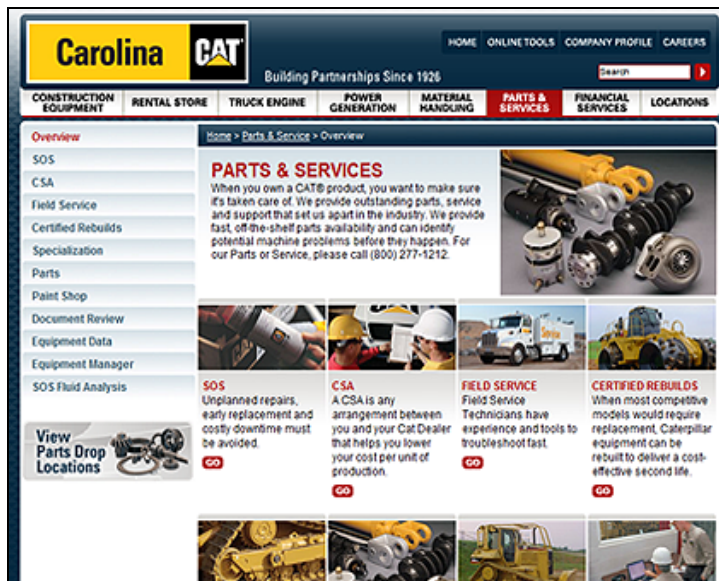 Carolina CAT
HOME ONLINE TOOLS COMPANY PROFILE CAREERS
Building Partnerships Since 1926
Search
CONSTRUCTION EQUIPMENT
RENTAL STORE
TRUCK ENGINE
POWER GENERATION
MATERIAL HANDLING
PARTS & SERVICES
FINANCIAL SERVICES
LOCATIONS
Overview
SOS
CSA
Field Service
Certified Rebuilds
Specialization
Parts
Paint Shop
Document Review
Equipment Data
Equipment Manager
SOS Fluid Analysis
View
Parts Drop
Locations
Home > Parts & Service > Overview
PARTS & SERVICES
When you own a CAT® product, you want to make sure
it's taken care of. We provide outstanding parts, service
and support that set us apart in the industry. We provide
fast, off-the-shelf parts availability and can identify
potential machine problems before they happen. For
our Parts or Service, please call (800) 277-1212.
SOS
Unplanned repairs,
early replacement and
costly downtime must
be avoided.
GO
CSA
A CSA is any
arrangement between
you and your Cat Dealer
that helps you lower
your cost per unit of
production.
GO
FIELD SERVICE
Field Service
Technicians have
experience and tools to
troubleshoot fast.
GO
CERTIFIED REBUILDS
When most competitive
models would require
replacement, Caterpillar
equipment can be
rebuilt to deliver a cost-
effective second life.
GO